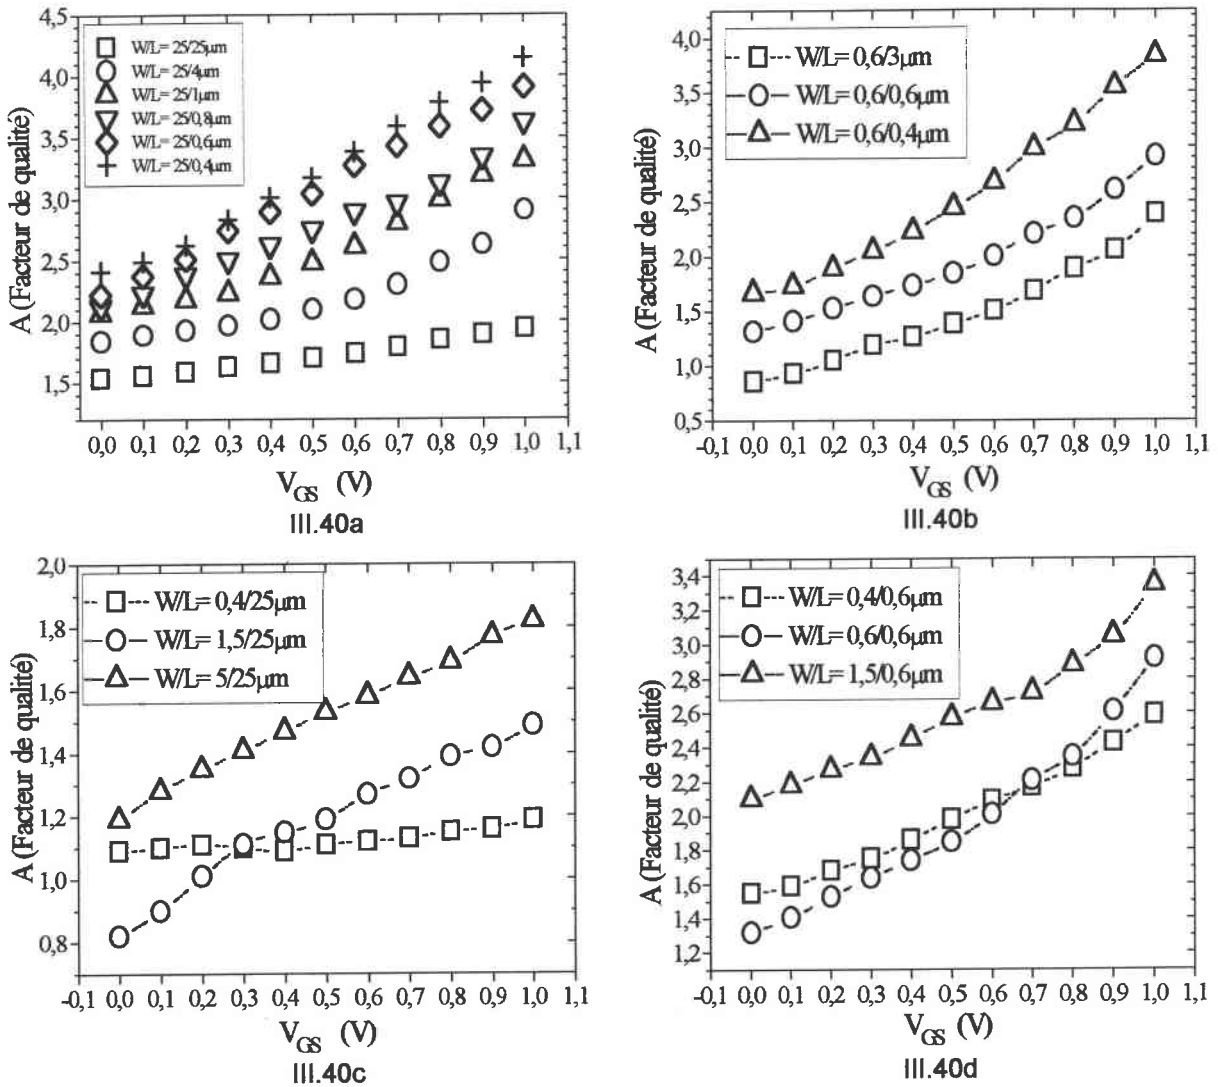 4,5
4,0
3,5
3,0
2,5
2,0
1,5
A (Facteur de qualité)
W/L= 25/25μm
W/L= 25/4μm
W/L= 25/1μm
W/L= 25/0,8μm
W/L= 25/0,6μm
W/L= 25/0,4μm
0,0 0,1 0,2 0,3 0,4 0,5 0,6 0,7 0,8 0,9 1,0 1,1
V_GS (V)
III.40a
4,0
3,5
3,0
2,5
2,0
1,5
1,0
0,5
A (Facteur de qualité)
W/L= 0,6/3μm
W/L= 0,6/0,6μm
W/L= 0,6/0,4μm
-0,1 0,0 0,1 0,2 0,3 0,4 0,5 0,6 0,7 0,8 0,9 1,0 1,1
V_GS (V)
III.40b
2,0
1,8
1,6
1,4
1,2
1,0
0,8
A (Facteur de qualité)
W/L= 0,4/25μm
W/L= 1,5/25μm
W/L= 5/25μm
-0,1 0,0 0,1 0,2 0,3 0,4 0,5 0,6 0,7 0,8 0,9 1,0 1,1
V_GS (V)
III.40c
3,4
3,2
3,0
2,8
2,6
2,4
2,2
2,0
1,8
1,6
1,4
1,2
A (Facteur de qualité)
W/L= 0,4/0,6μm
W/L= 0,6/0,6μm
W/L= 1,5/0,6μm
-0,1 0,0 0,1 0,2 0,3 0,4 0,5 0,6 0,7 0,8 0,9 1,0 1,1
V_GS (V)
III.40d